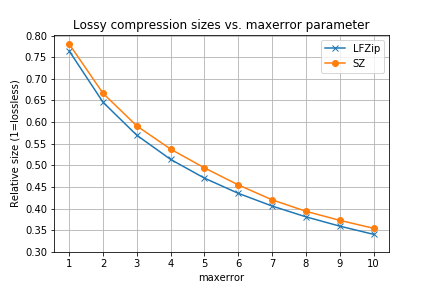 Lossy compression sizes vs. maxerror parameter
Relative size (1=lossless)
0.80
0.75
0.70
0.65
0.60
0.55
0.50
0.45
0.40
0.35
0.30
LFZip
SZ
1 2 3 4 5 6 7 8 9 10
maxerror